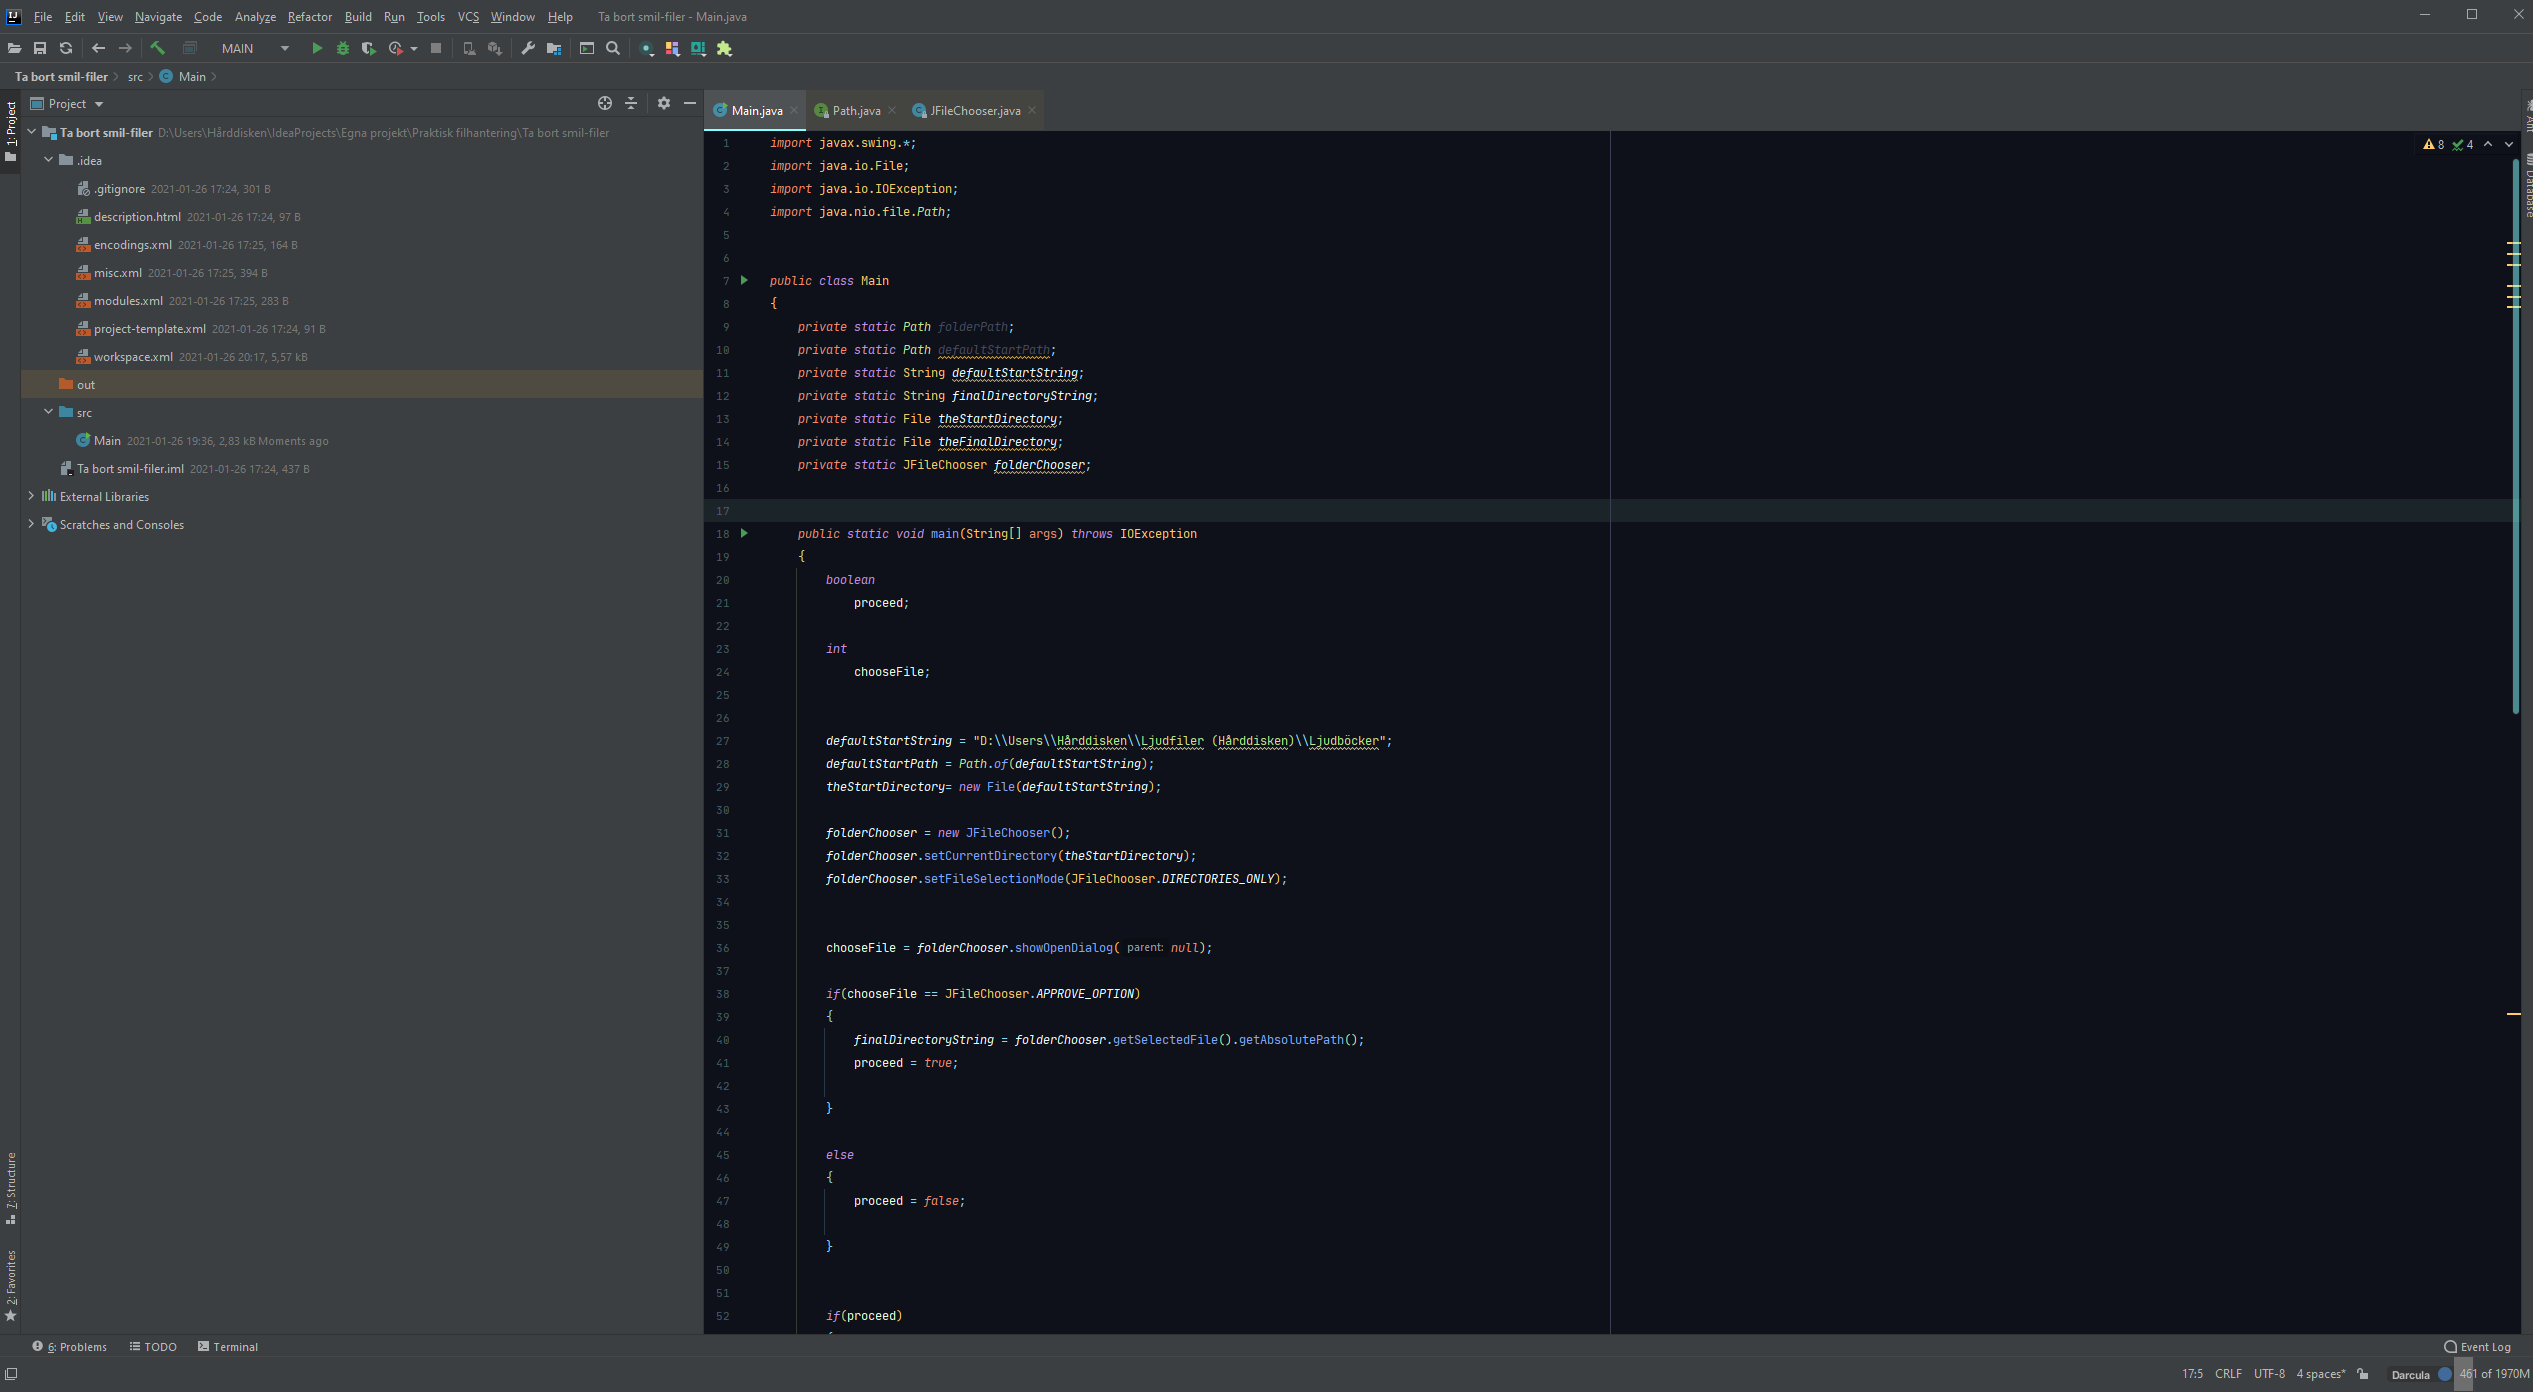 File Edit View Navigate Code Analyze Refactor Build Run Tools VCS Window Help Ta bort smil-filer - Main.java
MAIN
Ta bort smil-filer src Main
Project
Main.java Path.java JFileChooser.java
1: Project
Ta bort smil-filer D:\Users\Hårddisken\IdeaProjects\Egna projekt\Praktisk filhantering\Ta bort smil-filer
.idea
.gitignore 2021-01-26 17:24, 301 B
description.html 2021-01-26 17:24, 97 B
encodings.xml 2021-01-26 17:25, 164 B
misc.xml 2021-01-26 17:25, 394 B
modules.xml 2021-01-26 17:25, 283 B
project-template.xml 2021-01-26 17:24, 91 B
workspace.xml 2021-01-26 20:17, 5,57 kB
out
src
Main 2021-01-26 19:36, 2,83 kB Moments ago
Ta bort smil-filer.iml 2021-01-26 17:24, 437 B
External Libraries
Scratches and Consoles
7: Structure
2: Favorites
1 import javax.swing.*;
2 import java.io.File;
3 import java.io.IOException;
4 import java.nio.file.Path;
5
6
7 public class Main
8 {
9 private static Path folderPath;
10 private static Path defaultStartPath;
11 private static String defaultStartString;
12 private static String finalDirectoryString;
13 private static File theStartDirectory;
14 private static File theFinalDirectory;
15 private static JFileChooser folderChooser;
16
17
18 public static void main(String[] args) throws IOException
19 {
20 boolean
21 proceed;
22
23 int
24 chooseFile;
25
26
27 defaultStartString = "D:\\Users\\Hårddisken\\Ljudfiler (Hårddisken)\\Ljudböcker";
28 defaultStartPath = Path.of(defaultStartString);
29 theStartDirectory= new File(defaultStartString);
30
31 folderChooser = new JFileChooser();
32 folderChooser.setCurrentDirectory(theStartDirectory);
33 folderChooser.setFileSelectionMode(JFileChooser.DIRECTORIES_ONLY);
34
35
36 chooseFile = folderChooser.showOpenDialog( parent: null);
37
38 if(chooseFile == JFileChooser.APPROVE_OPTION)
39 {
40 finalDirectoryString = folderChooser.getSelectedFile().getAbsolutePath();
41 proceed = true;
42
43 }
44
45 else
46 {
47 proceed = false;
48
49 }
50
51
52 if(proceed)
8 4
Ant
Database
6: Problems TODO Terminal Event Log
17:5 CRLF UTF-8 4 spaces* Darcula 461 of 1970M